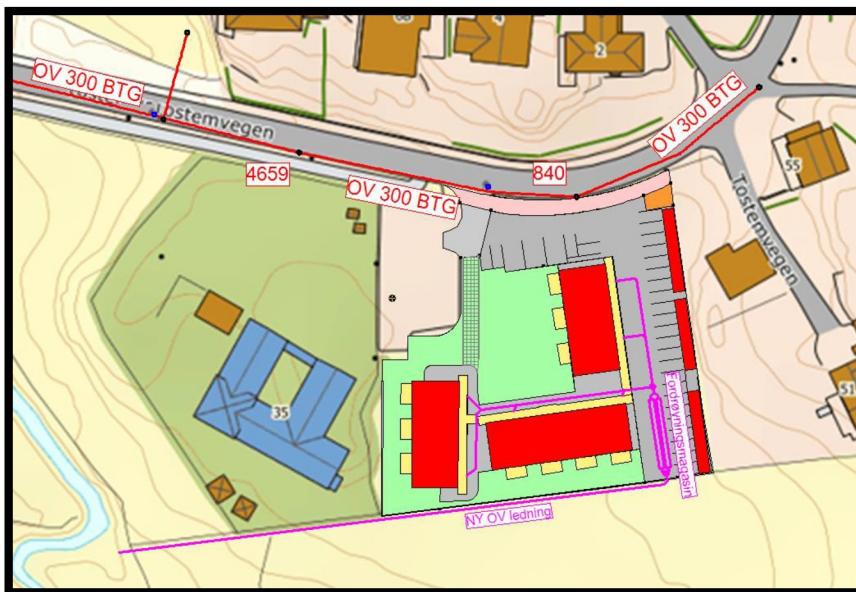 4
2
OV 300 BTG
Tostemvegen
OV 300 BTG
4659
OV 300 BTG
840
55
Tostemvegen
35
51
Fordrøyningsmagasin
NY OV ledning